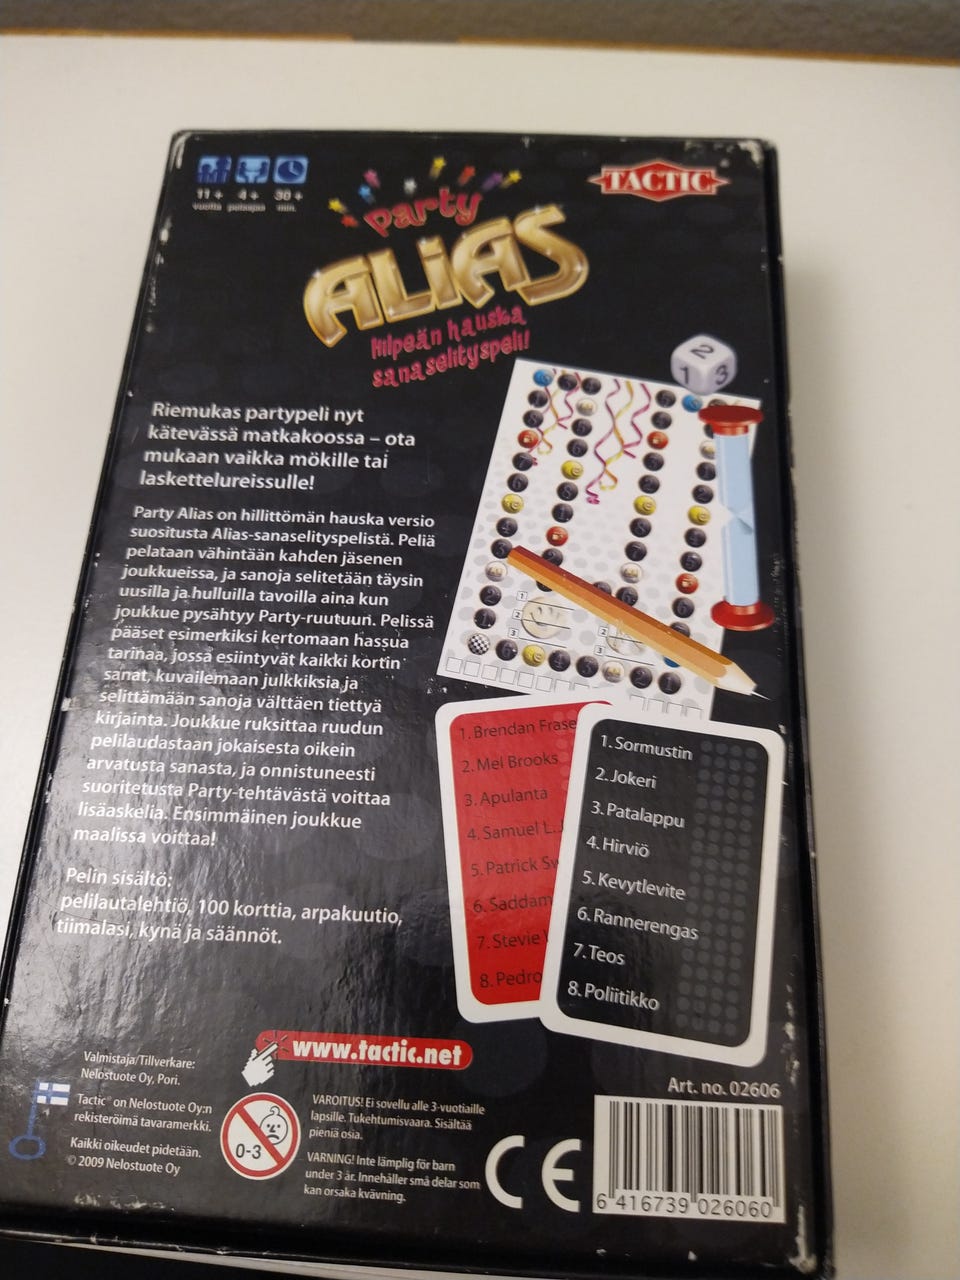 11+ 4+ 30+
vuotta pelaajaa min.
TACTIC
Party
ALiAS
Hilpeän hauska
sanaselityspeli!
2
1 3
Riemukas partypeli nyt
kätevässä matkakoossa – ota
mukaan vaikka mökille tai
laskettelureissulle!
Party Alias on hillittömän hauska versio
suositusta Alias-sanaselityspelistä. Peliä
pelataan vähintään kahden jäsenen
joukkueissa, ja sanoja selitetään täysin
uusilla ja hulluilla tavoilla aina kun
joukkue pysähtyy Party-ruutuun. Pelissä
pääset esimerkiksi kertomaan hassua
tarinaa, jossa esiintyvät kaikki kortin
sanat, kuvailemaan julkkiksia ja
selittämään sanoja välttäen tiettyä
kirjainta. Joukkue ruksittaa ruudun
pelilaudastaan jokaisesta oikein
arvatusta sanasta, ja onnistuneesti
suoritetusta Party-tehtävästä voittaa
lisäaskelia. Ensimmäinen joukkue
maalissa voittaa!
Pelin sisältö:
pelilautalehtiö, 100 korttia, arpakuutio,
tiimalasi, kynä ja säännöt.
1. Brendan Frase
2. Mel Brooks
3. Apulanta
4. Samuel L.
5. Patrick Sw
6. Saddam
7. Stevie
8. Pedro
1. Sormustin
2. Jokeri
3. Patalappu
4. Hirviö
5. Kevytlevite
6. Rannerengas
7. Teos
8. Poliitikko
www.tactic.net
Valmistaja/Tillverkare:
Nelostuote Oy, Pori.
Tactic® on Nelostuote Oy:n
rekisteröimä tavaramerkki.
Kaikki oikeudet pidetään.
© 2009 Nelostuote Oy
0-3
VAROITUS! Ei sovellu alle 3-vuotiaille
lapsille. Tukehtumisvaara. Sisältää
pieniä osia.
VARNING! Inte lämplig för barn
under 3 år. Innehåller små delar som
kan orsaka kvävning.
CE
Art. no. 02606
6 416739 026060